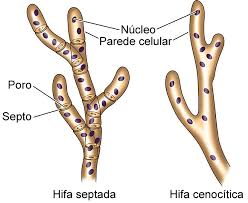 Núcleo
Parede celular
Poro
Septo
Hifa septada
Hifa cenocítica